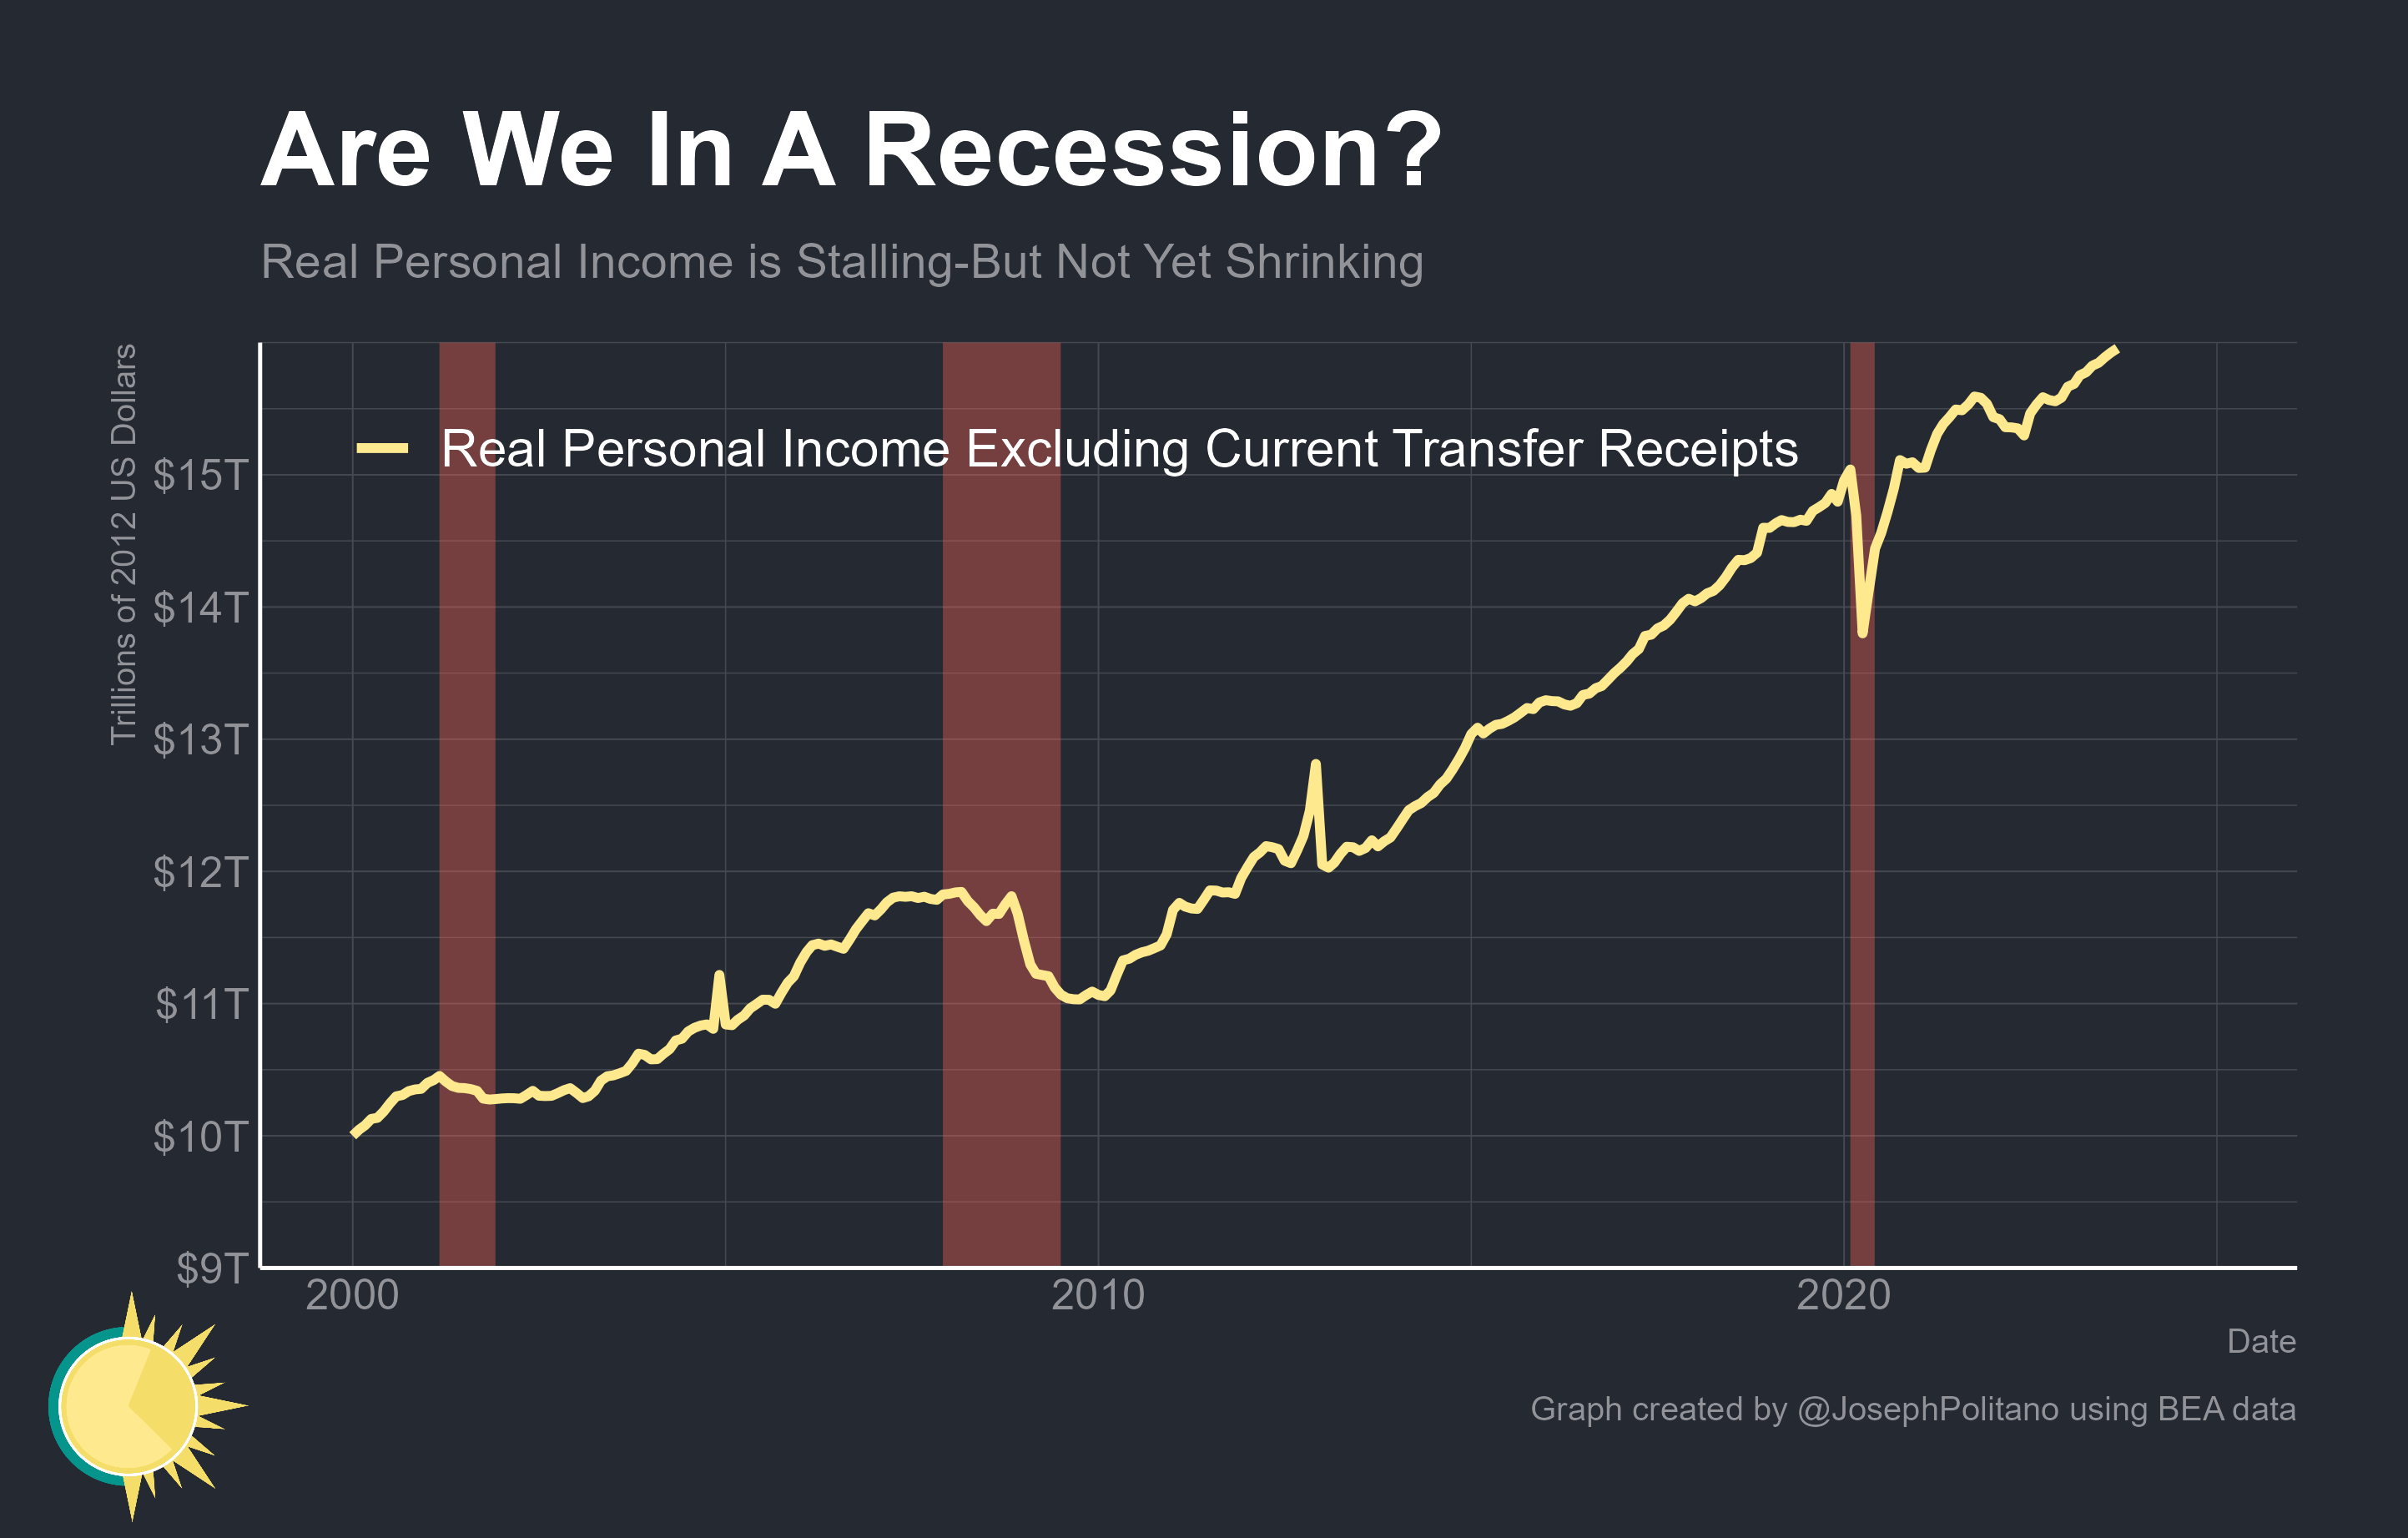 Are We In A Recession?
Real Personal Income is Stalling-But Not Yet Shrinking
Trillions of 2012 US Dollars
Real Personal Income Excluding Current Transfer Receipts
$15T
$14T
$13T
$12T
$11T
$10T
$9T
2000 2010 2020
Date
Graph created by @JosephPolitano using BEA data